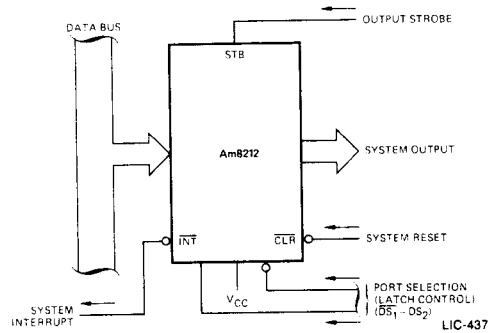 OUTPUT STROBE
DATA BUS
STB
Am8212
SYSTEM OUTPUT
INT
CLR
SYSTEM RESET
SYSTEM
INTERRUPT
VCC
PORT SELECTION
(LATCH CONTROL)
(DS1 - DS2)
LIC-437